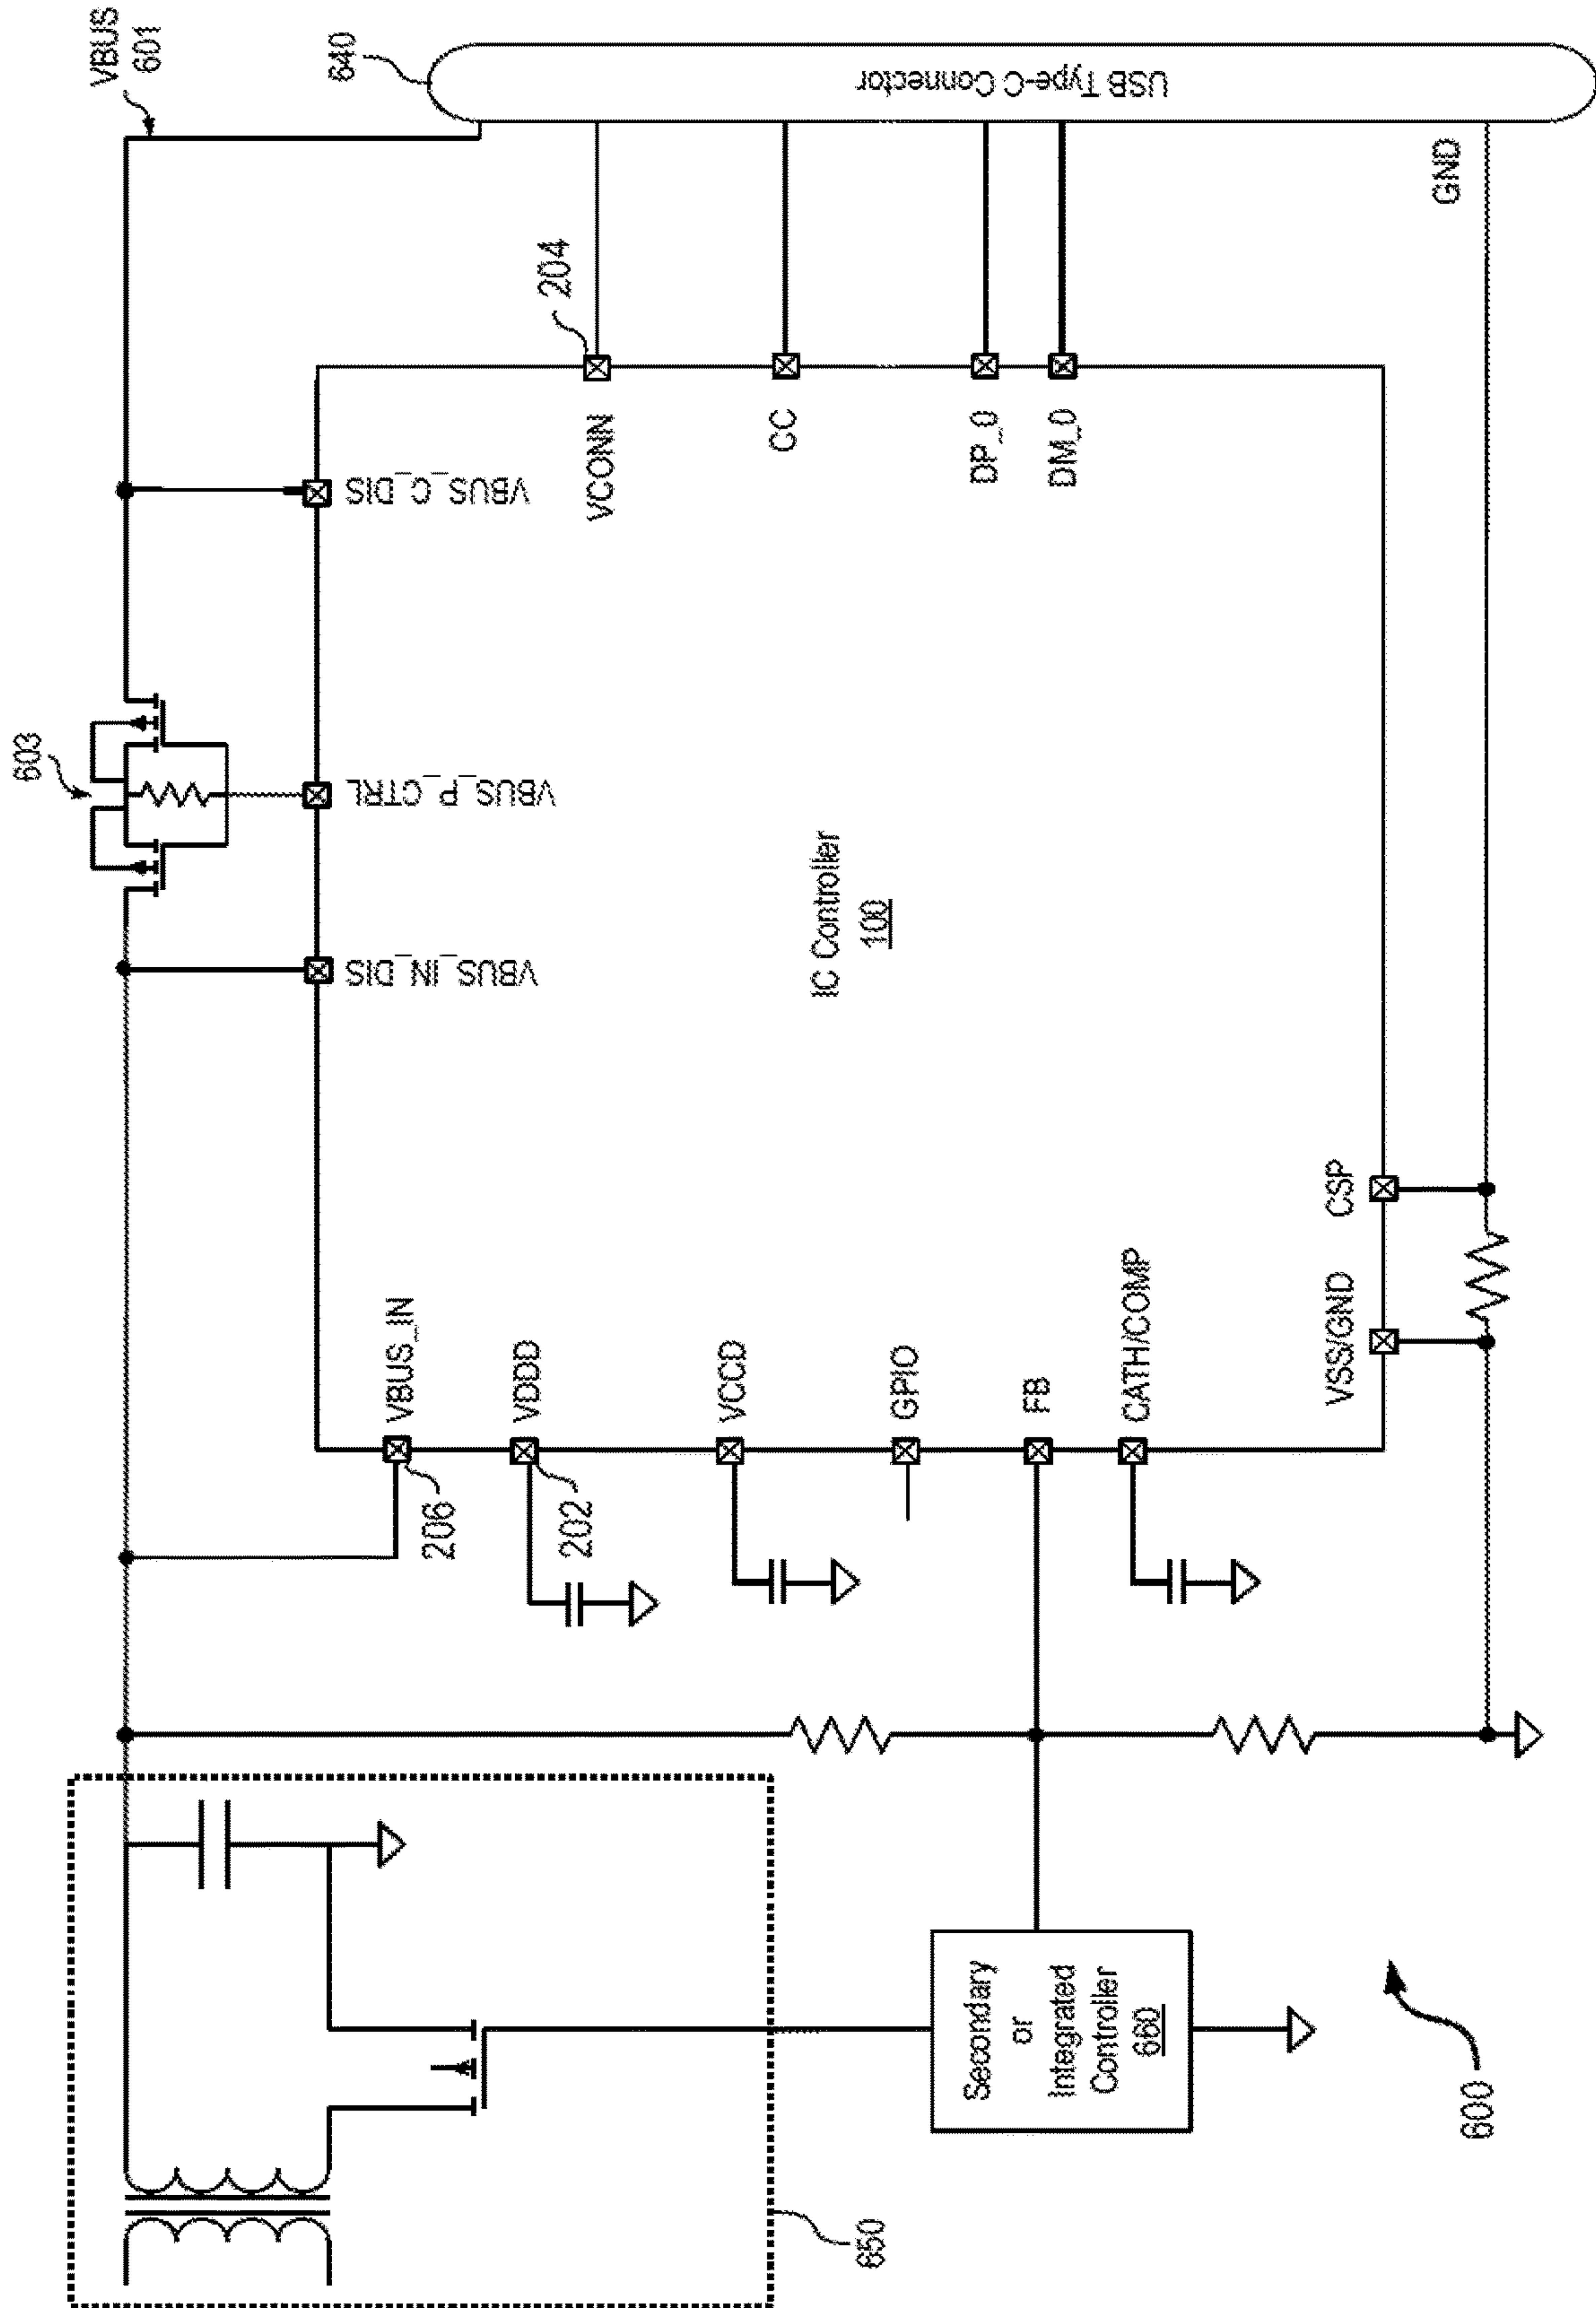 VBUS
601
640
USB Type-C Connector
603
204
GND
VBUS_C_DIS
VBUS_P_CTRL
VBUS_IN_DIS
VCONN
CC
DP_0
DM_0
IC Controller
100
VBUS_IN
VDDD
VCCD
GPIO
FB
CATH/COMP
VSS/GND
CSP
206
202
Secondary
or
Integrated
Controller
660
650
600